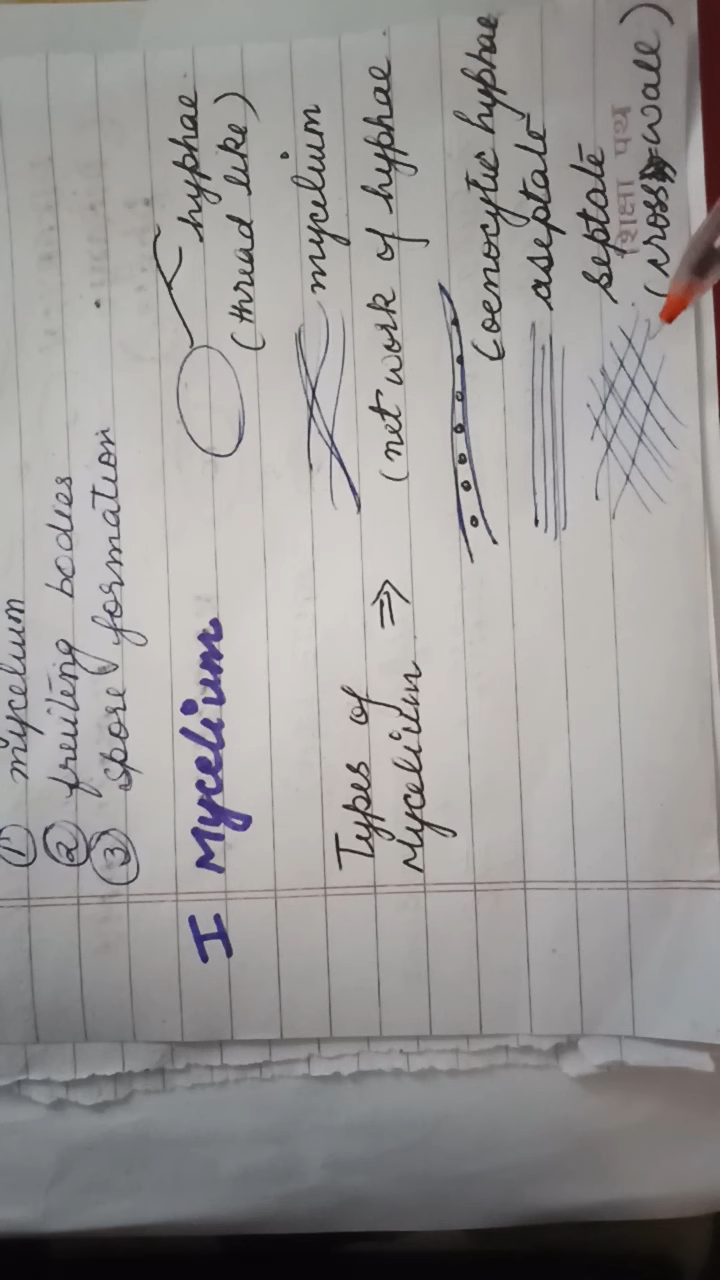 ① mycelium
② fruiting bodies
③ spore formation
I Mycelium
hyphae
(thread like)
mycelium
Types of
Mycelium ⇒ (net work of hyphae
Coenocytic hyphae
aseptate
septate
शिक्षा पथ
(cross wall)